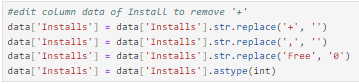 #edit column data of Install to remove '+'
data['Installs'] = data['Installs'].str.replace('+', '')
data['Installs'] = data['Installs'].str.replace(',', '')
data['Installs'] = data['Installs'].str.replace('Free', '0')
data['Installs'] = data['Installs'].astype(int)